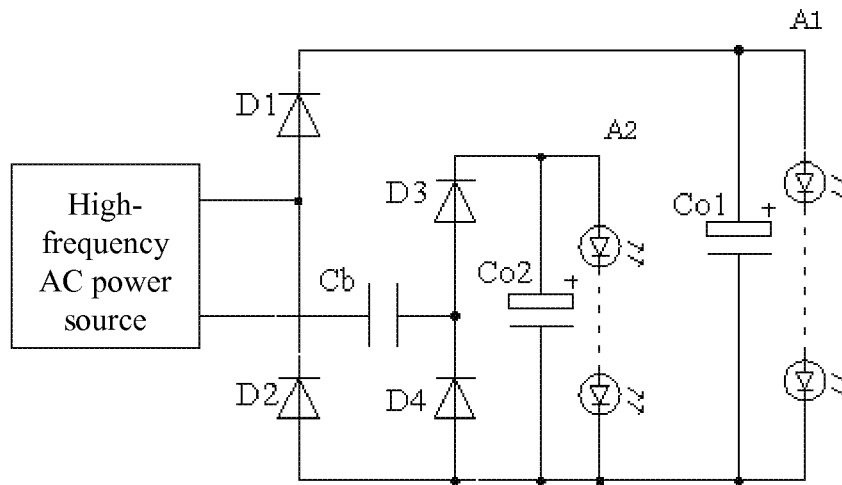 A1
D1
A2
High-
frequency
AC power
source
D3
Co1
+
Cb
Co2
+
D2
D4